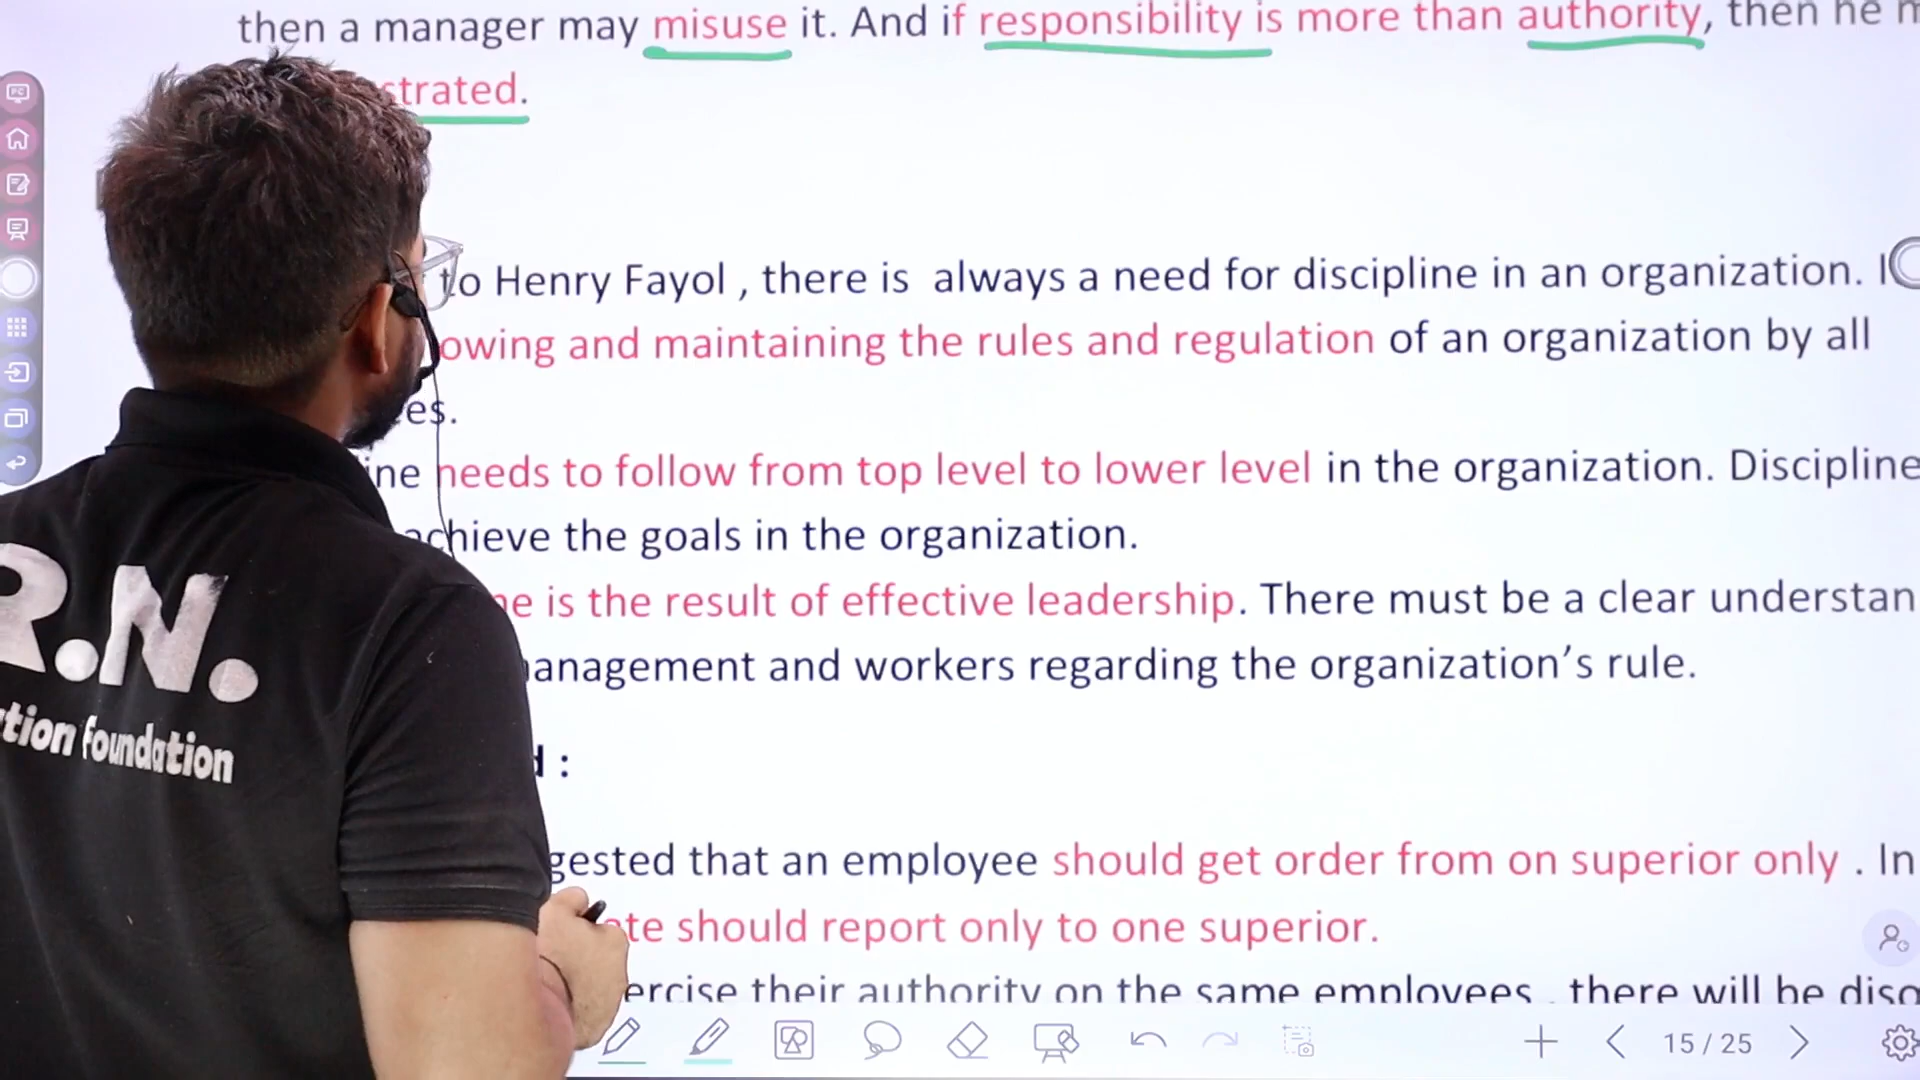 then a manager may misuse it. And if responsibility is more than authority, then he
strated.
to Henry Fayol , there is always a need for discipline in an organization.
owing and maintaining the rules and regulation of an organization by all
es.
ine needs to follow from top level to lower level in the organization. Discipline
achieve the goals in the organization.
ne is the result of effective leadership. There must be a clear understan
anagement and workers regarding the organization's rule.
d :
gested that an employee should get order from on superior only . In
te should report only to one superior.
ercise their authority on the same employees , there will be diso
R.N.
tion foundation
PC
15 / 25